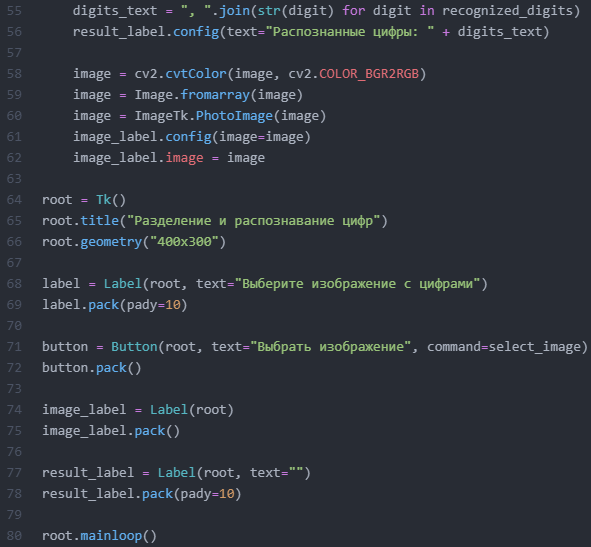 55 digits_text = ", ".join(str(digit) for digit in recognized_digits)
56 result_label.config(text="Распознанные цифры: " + digits_text)
57
58 image = cv2.cvtColor(image, cv2.COLOR_BGR2RGB)
59 image = Image.fromarray(image)
60 image = ImageTk.PhotoImage(image)
61 image_label.config(image=image)
62 image_label.image = image
63
64 root = Tk()
65 root.title("Разделение и распознавание цифр")
66 root.geometry("400x300")
67
68 label = Label(root, text="Выберите изображение с цифрами")
69 label.pack(pady=10)
70
71 button = Button(root, text="Выбрать изображение", command=select_image)
72 button.pack()
73
74 image_label = Label(root)
75 image_label.pack()
76
77 result_label = Label(root, text="")
78 result_label.pack(pady=10)
79
80 root.mainloop()